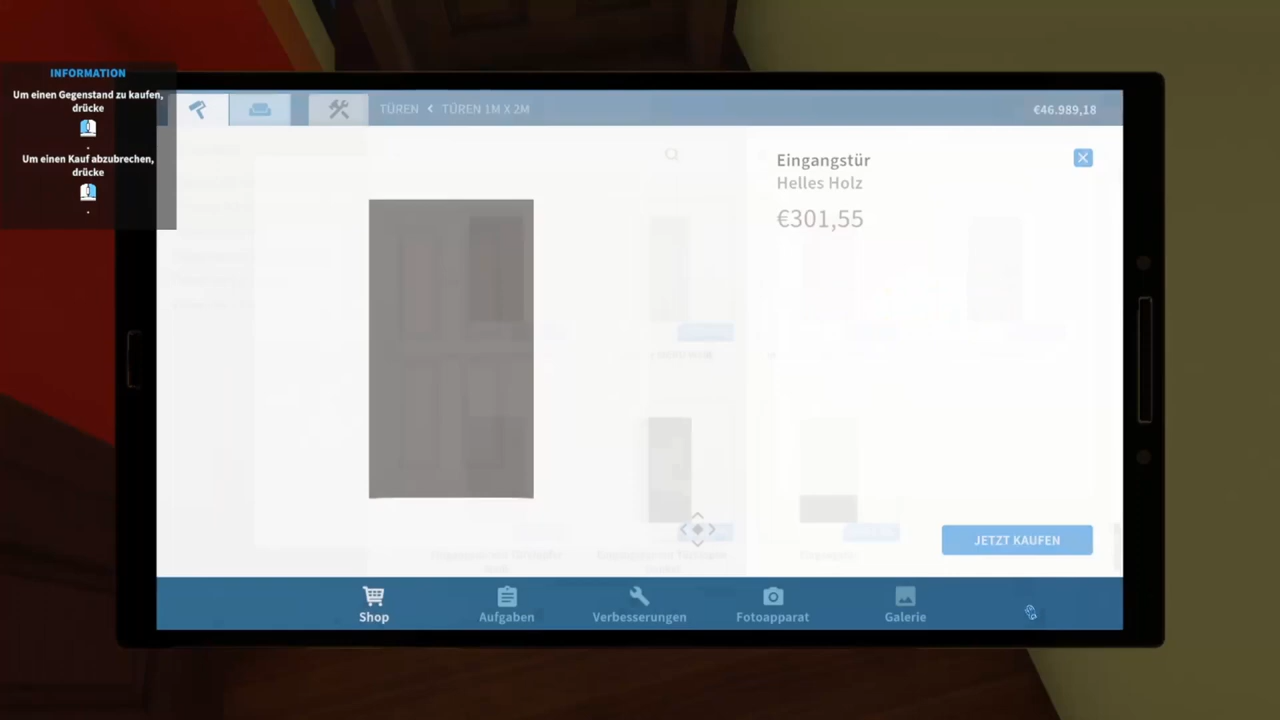 INFORMATION
Um einen Gegenstand zu kaufen,
drücke
.
Um einen Kauf abzubrechen,
drücke
.
TÜREN < TÜREN 1M X 2M
€46.989,18
Eingangstür
Helles Holz
€301,55
JETZT KAUFEN
Shop
Aufgaben
Verbesserungen
Fotoapparat
Galerie